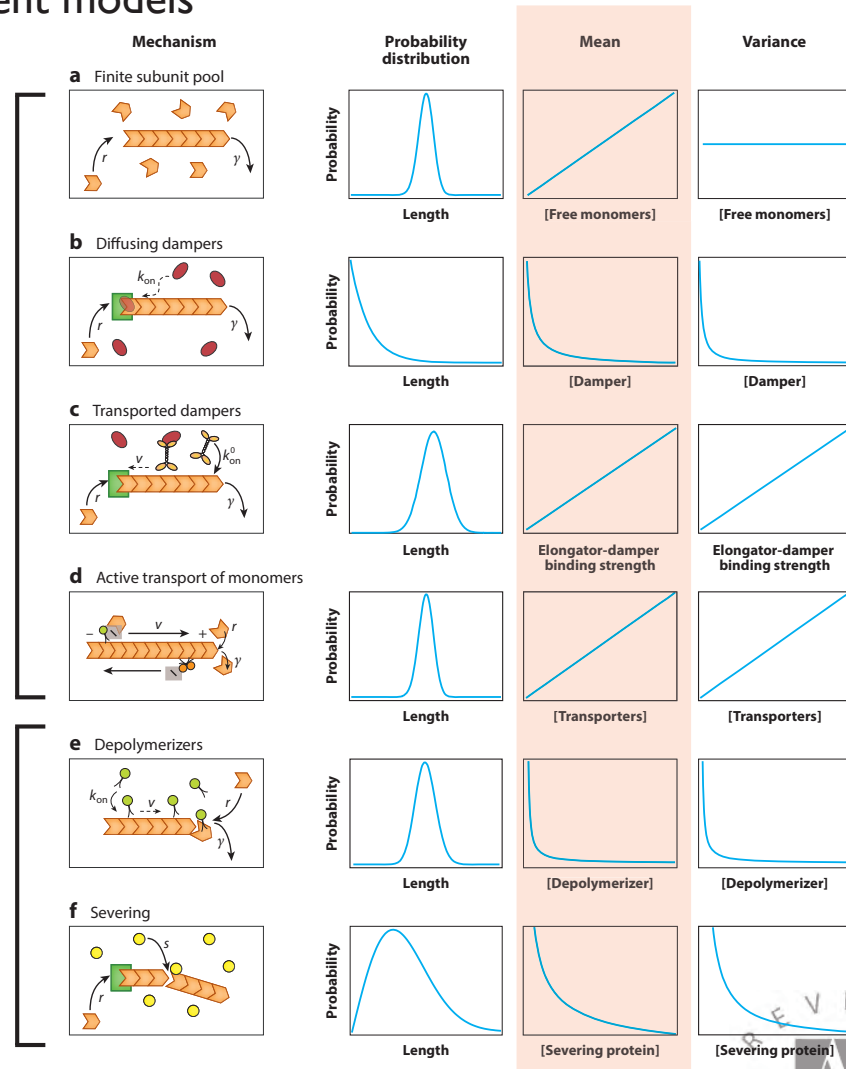 ent models
Mechanism
Probability
distribution
Mean
Variance
a Finite subunit pool
r
γ
Probability
Length
[Free monomers]
[Free monomers]
b Diffusing dampers
kon
r
γ
Probability
Length
[Damper]
[Damper]
c Transported dampers
v
k0on
r
γ
Probability
Length
Elongator-damper
binding strength
Elongator-damper
binding strength
d Active transport of monomers
– v + r
γ
Probability
Length
[Transporters]
[Transporters]
e Depolymerizers
kon
v
r
γ
Probability
Length
[Depolymerizer]
[Depolymerizer]
f Severing
s
r
Probability
Length
[Severing protein]
[Severing protein]
R E V